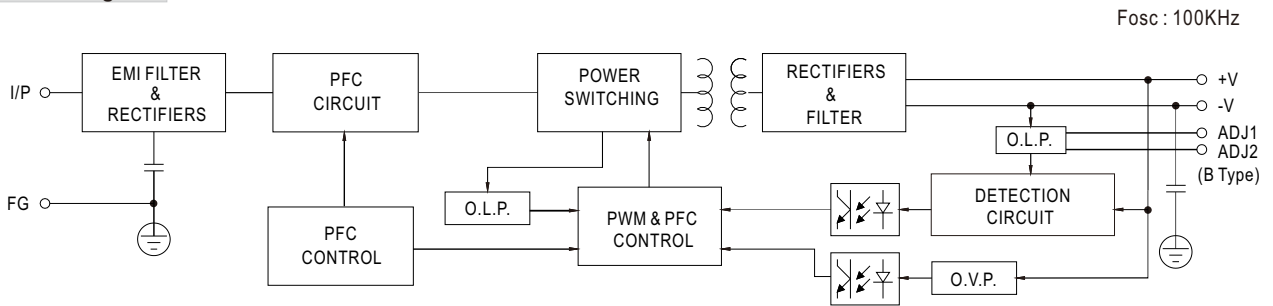 Fosc : 100KHz
I/P
EMI FILTER
&
RECTIFIERS
PFC
CIRCUIT
POWER
SWITCHING
RECTIFIERS
&
FILTER
+V
-V
O.L.P.
ADJ1
ADJ2
(B Type)
FG
O.L.P.
DETECTION
CIRCUIT
PFC
CONTROL
PWM & PFC
CONTROL
O.V.P.